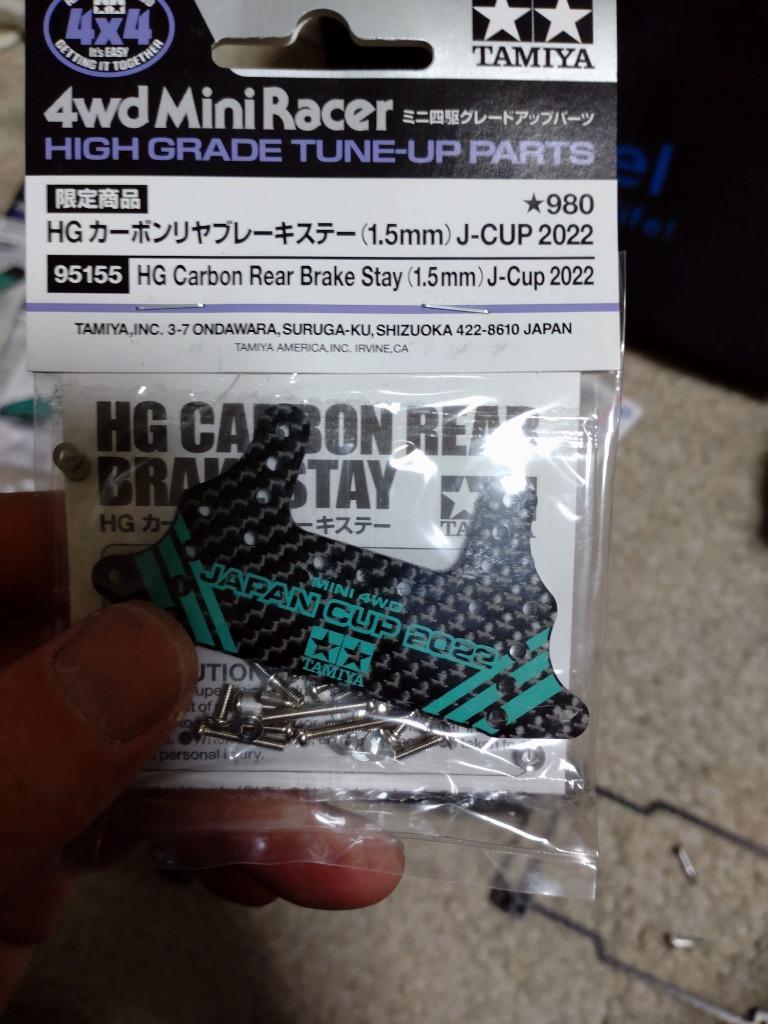 4x4
It's EASY
GETTING IT TOGETHER
TAMIYA
4wd Mini Racer ミニ四駆グレードアップパーツ
HIGH GRADE TUNE-UP PARTS
限定商品
★980
HG カーボンリヤブレーキステー(1.5mm) J-CUP 2022
95155 HG Carbon Rear Brake Stay (1.5mm) J-Cup 2022
TAMIYA,INC. 3-7 ONDAWARA,SURUGA-KU,SHIZUOKA 422-8610 JAPAN
TAMIYA AMERICA,INC. IRVINE,CA
HG CARBON REAR
BRAKE STAY
HG カー ーキステー
MINI 4WD
JAPAN CUP 2022
TAMIYA
personal injury.